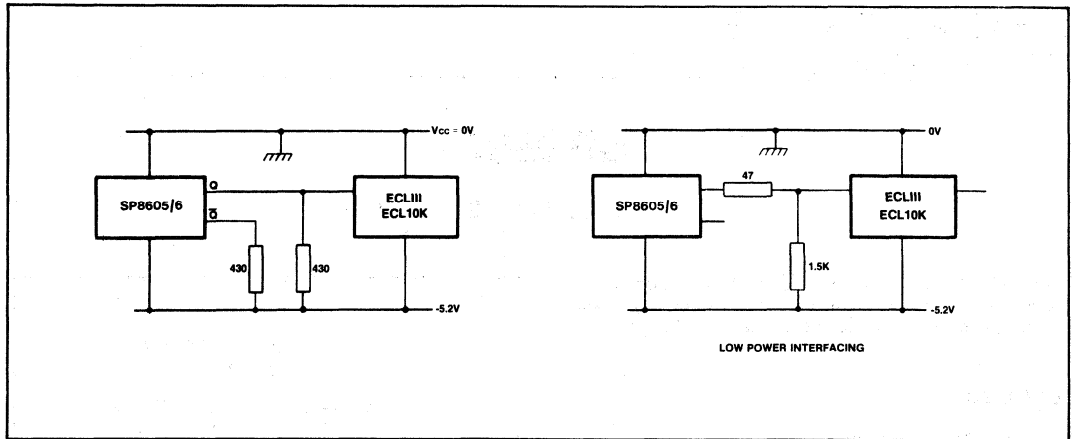 VCC = 0V
Q
SP8605/6
Q̅
ECLIII
ECL10K
430
430
-5.2V
0V
47
SP8605/6
ECLIII
ECL10K
1.5K
-5.2V
LOW POWER INTERFACING